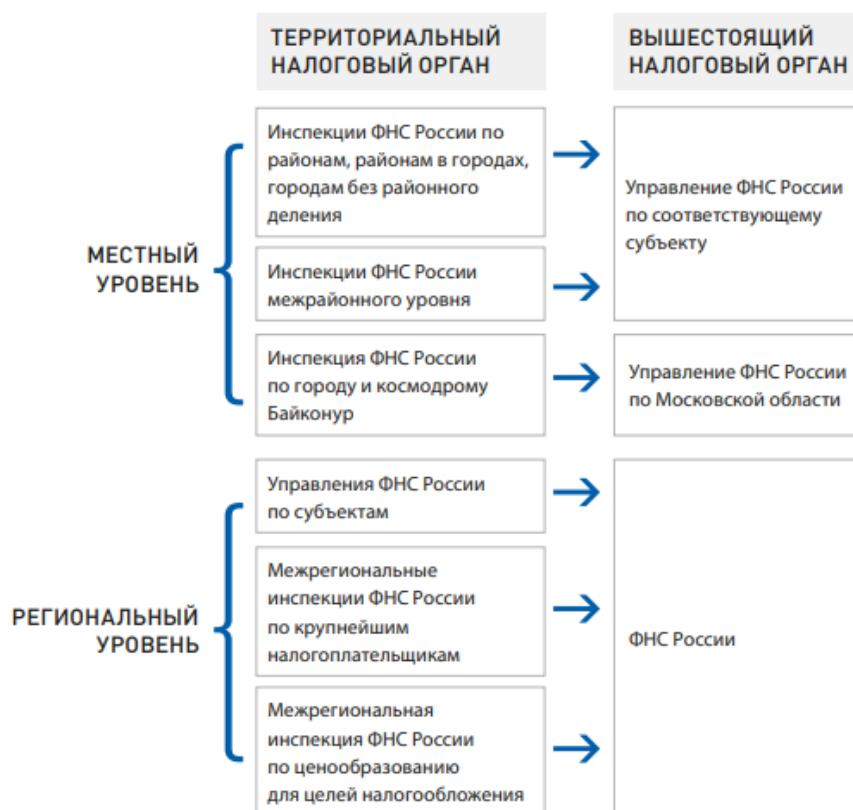 ТЕРРИТОРИАЛЬНЫЙ
НАЛОГОВЫЙ ОРГАН
ВЫШЕСТОЯЩИЙ
НАЛОГОВЫЙ ОРГАН
МЕСТНЫЙ
УРОВЕНЬ
Инспекции ФНС России по
районам, районам в городах,
городам без районного
деления
Инспекции ФНС России
межрайонного уровня
Управление ФНС России
по соответствующему
субъекту
Инспекция ФНС России
по городу и космодрому
Байконур
Управление ФНС России
по Московской области
РЕГИОНАЛЬНЫЙ
УРОВЕНЬ
Управления ФНС России
по субъектам
Межрегиональные
инспекции ФНС России
по крупнейшим
налогоплательщикам
Межрегиональная
инспекция ФНС России
по ценообразованию
для целей налогообложения
ФНС России